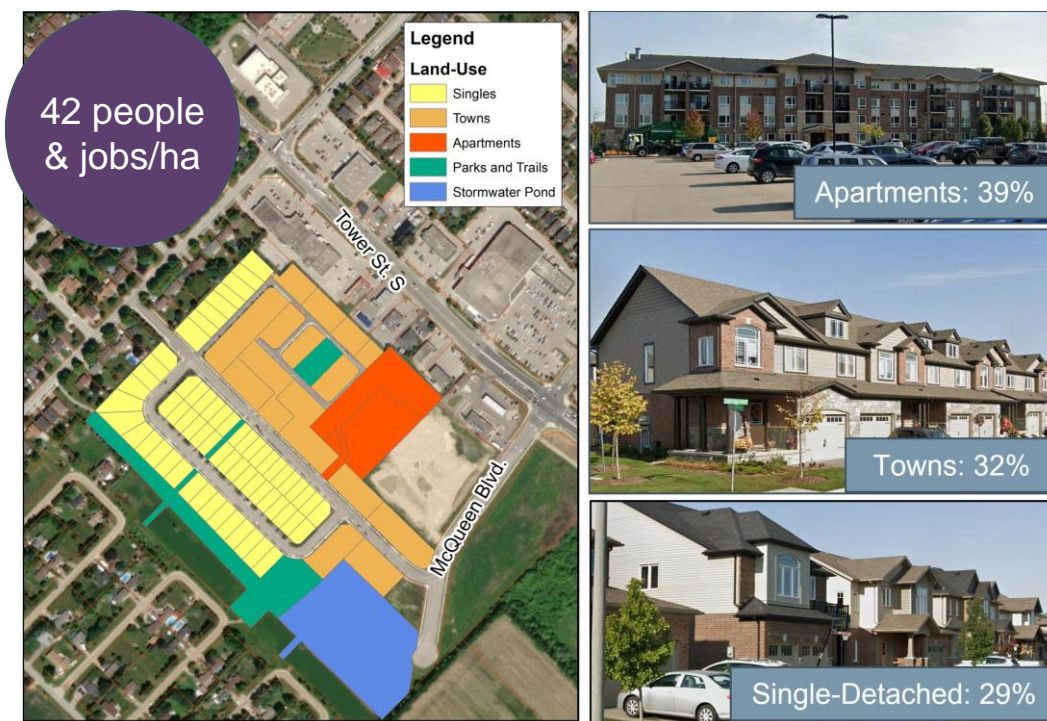 42 people
& jobs/ha
Legend
Land-Use
Singles
Towns
Apartments
Parks and Trails
Stormwater Pond
Tower St. S
McQueen Blvd.
Apartments: 39%
Towns: 32%
Single-Detached: 29%